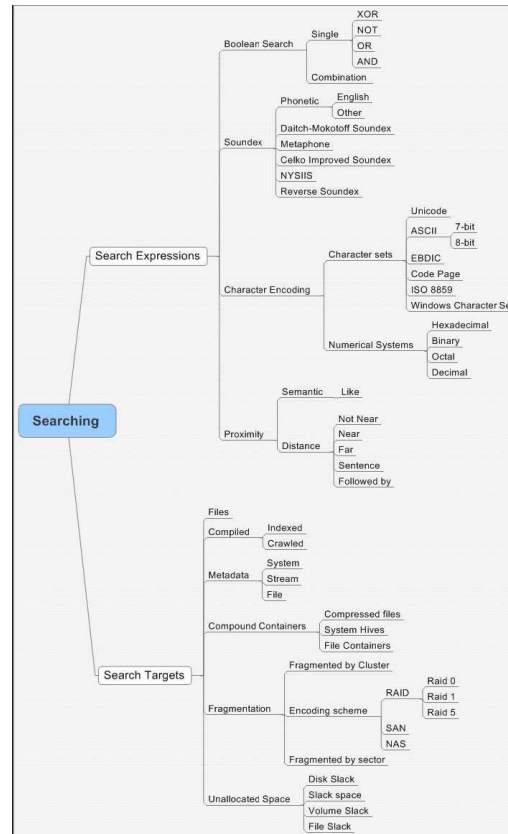 XOR
Single
NOT
Boolean Search
OR
AND
Combination
Phonetic
English
Other
Daitch-Mokotoff Soundex
Soundex
Metaphone
Celko Improved Soundex
NYSIIS
Reverse Soundex
Search Expressions
Unicode
ASCII
7-bit
8-bit
Character sets
EBDIC
Code Page
ISO 8859
Windows Character Se
Character Encoding
Hexadecimal
Numerical Systems
Binary
Octal
Decimal
Semantic
Like
Searching
Proximity
Not Near
Near
Distance
Far
Sentence
Followed by
Files
Compiled
Indexed
Crawled
Metadata
System
Stream
File
Compound Containers
Compressed files
System Hives
File Containers
Search Targets
Fragmented by Cluster
Fragmentation
Encoding scheme
RAID
Raid 0
Raid 1
Raid 5
SAN
NAS
Fragmented by sector
Unallocated Space
Disk Slack
Slack space
Volume Slack
File Slack